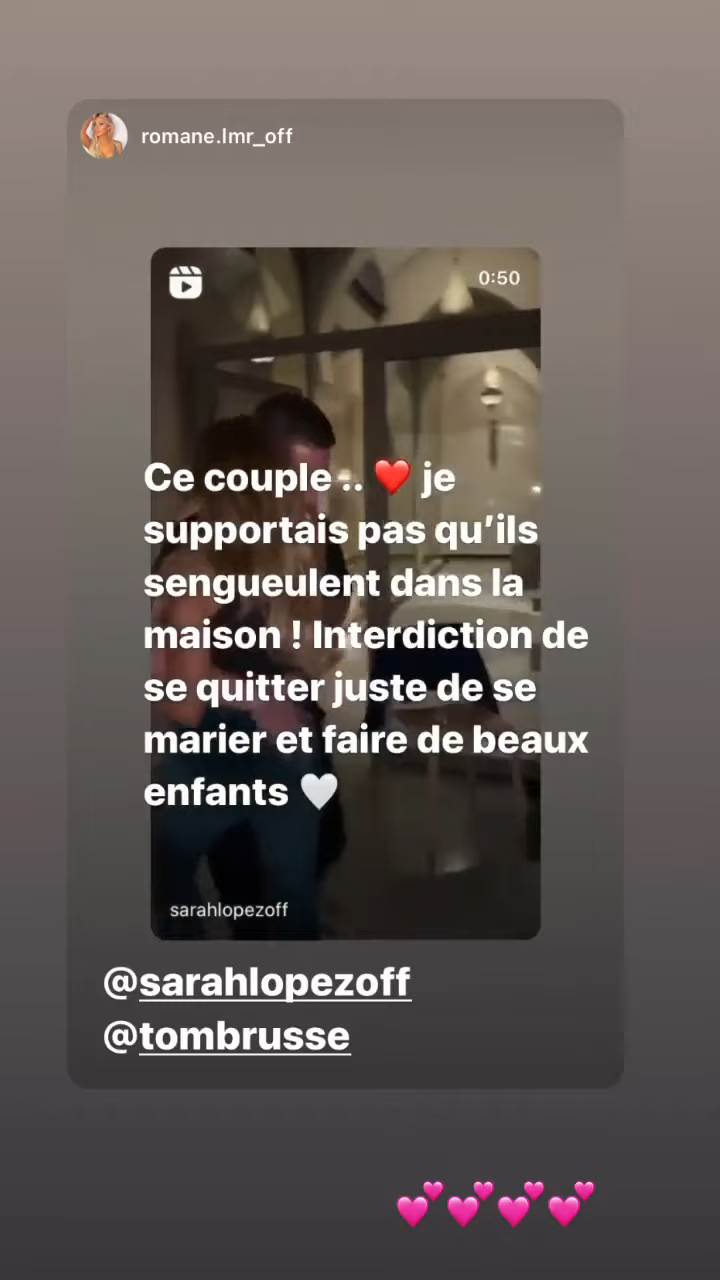 romane.lmr_off
0:50
Ce couple .. ❤️ je
supportais pas qu’ils
sengueulent dans la
maison ! Interdiction de
se quitter juste de se
marier et faire de beaux
enfants 🤍
sarahlopezoff
@sarahlopezoff
@tombrusse
💕💕💕💕